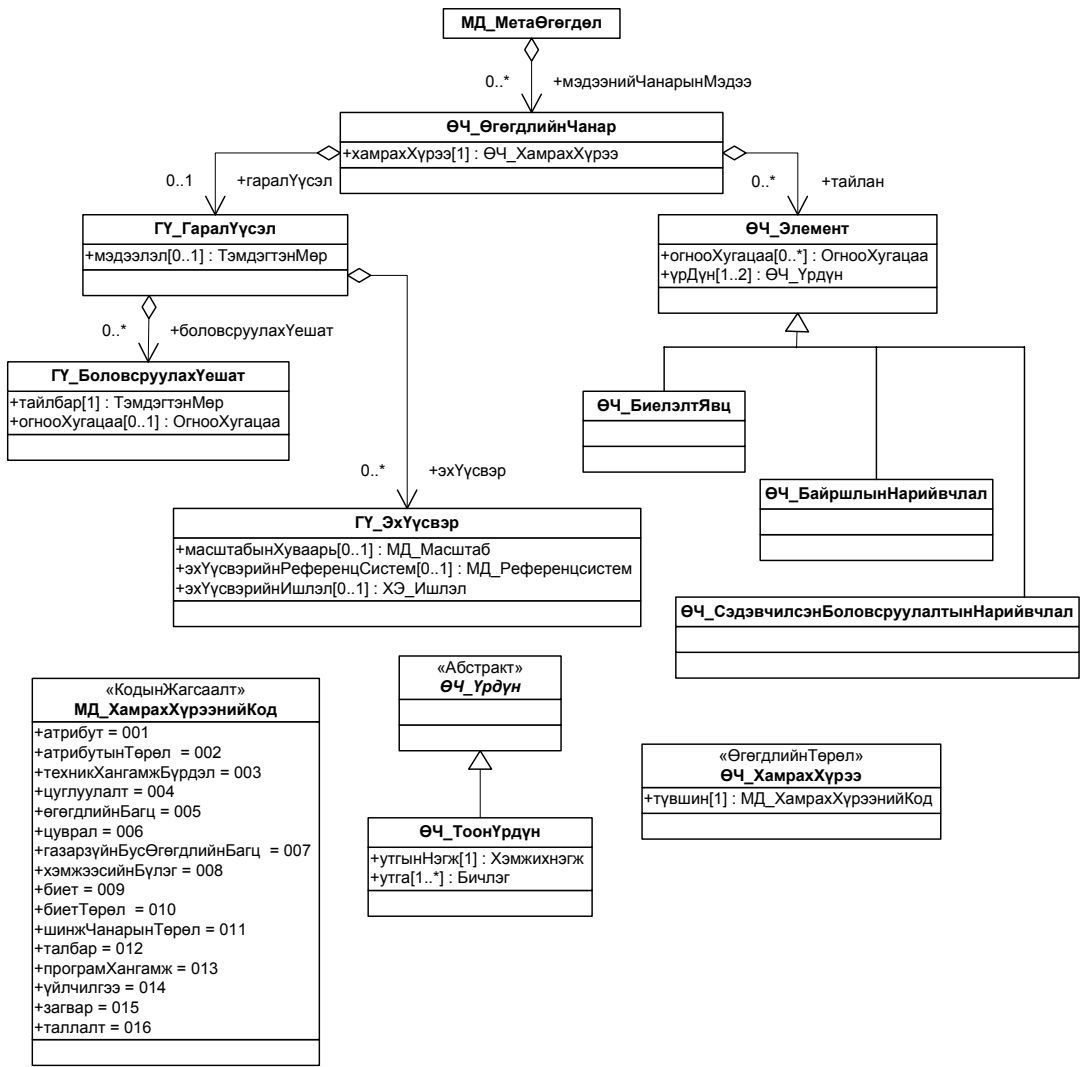 МД_МетаӨгөгдөл
0..* +мэдээнийЧанарынМэдээ
ӨЧ_ӨгөгдлийнЧанар
+хамрахХүрээ[1] : ӨЧ_ХамрахХүрээ
0..1 +гаралҮүсэл
0..* +тайлан
ГҮ_ГаралҮүсэл
+мэдээлэл[0..1] : ТэмдэгтэнМөр
ӨЧ_Элемент
+огнооХугацаа[0..*] : ОгнооХугацаа
+үрДүн[1..2] : ӨЧ_Үрдүн
0..* +боловсруулахҮешат
ГҮ_БоловсруулахҮешат
+тайлбар[1] : ТэмдэгтэнМөр
+огнооХугацаа[0..1] : ОгнооХугацаа
ӨЧ_БиелэлтЯвц
0..* +эхҮүсвэр
ӨЧ_БайршлынНарийвчлал
ГҮ_ЭхҮүсвэр
+масштабынХуваарь[0..1] : МД_Масштаб
+эхҮүсвэрийнРеференцСистем[0..1] : МД_Референцсистем
+эхҮүсвэрийнИшлэл[0..1] : ХЭ_Ишлэл
ӨЧ_СэдэвчилсэнБоловсруулалтынНарийвчлал
«КодынЖагсаалт»
МД_ХамрахХүрээнийКод
+атрибут = 001
+атрибутынТөрөл = 002
+техникХангамжБүрдэл = 003
+цуглуулалт = 004
+өгөгдлийнБагц = 005
+цуврал = 006
+газарзүйнБусӨгөгдлийнБагц = 007
+хэмжээсийнБүлэг = 008
+биет = 009
+биетТөрөл = 010
+шинжЧанарынТөрөл = 011
+талбар = 012
+програмХангамж = 013
+үйлчилгээ = 014
+загвар = 015
+таллалт = 016
«Абстракт»
ӨЧ_Үрдүн
ӨЧ_ТоонҮрдүн
+утгынНэгж[1] : Хэмжихнэгж
+утга[1..*] : Бичлэг
«ӨгөгдлийнТөрөл»
ӨЧ_ХамрахХүрээ
+түвшин[1] : МД_ХамрахХүрээнийКод